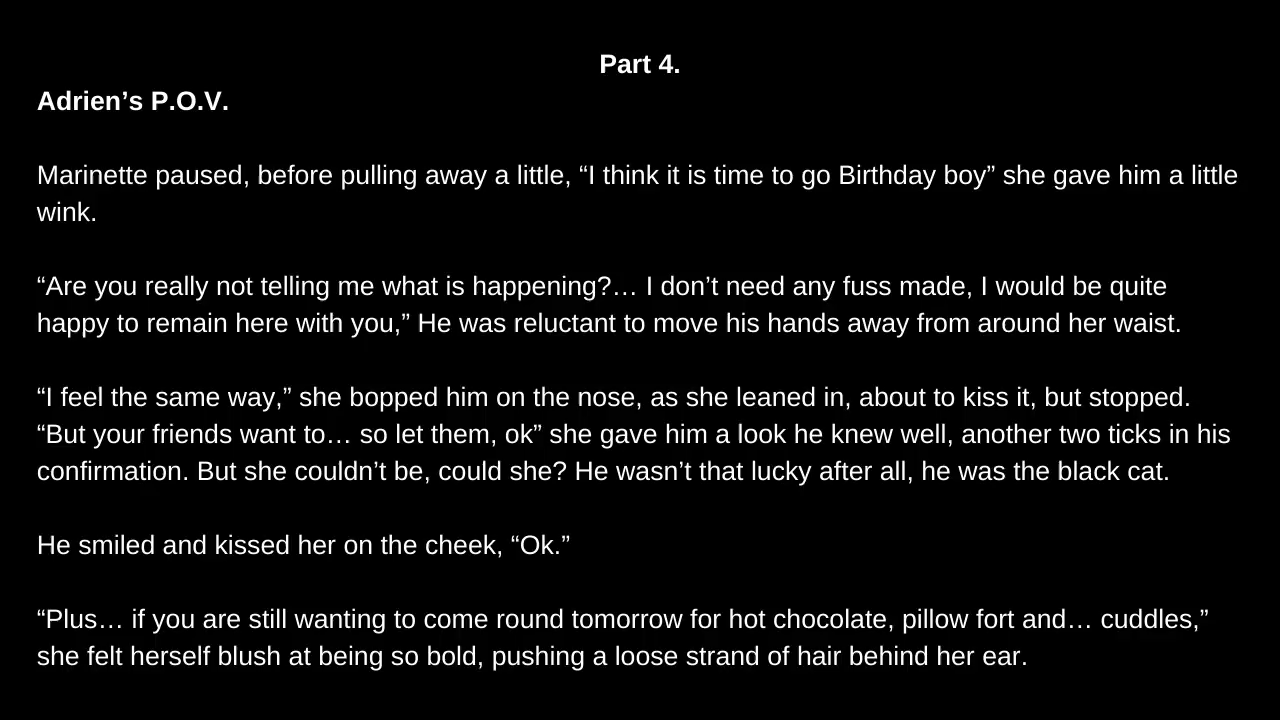 Part 4.
Adrien’s P.O.V.
Marinette paused, before pulling away a little, “I think it is time to go Birthday boy” she gave him a little
wink.
“Are you really not telling me what is happening?… I don’t need any fuss made, I would be quite
happy to remain here with you,” He was reluctant to move his hands away from around her waist.
“I feel the same way,” she bopped him on the nose, as she leaned in, about to kiss it, but stopped.
“But your friends want to… so let them, ok” she gave him a look he knew well, another two ticks in his
confirmation. But she couldn’t be, could she? He wasn’t that lucky after all, he was the black cat.
He smiled and kissed her on the cheek, “Ok.”
“Plus… if you are still wanting to come round tomorrow for hot chocolate, pillow fort and… cuddles,”
she felt herself blush at being so bold, pushing a loose strand of hair behind her ear.